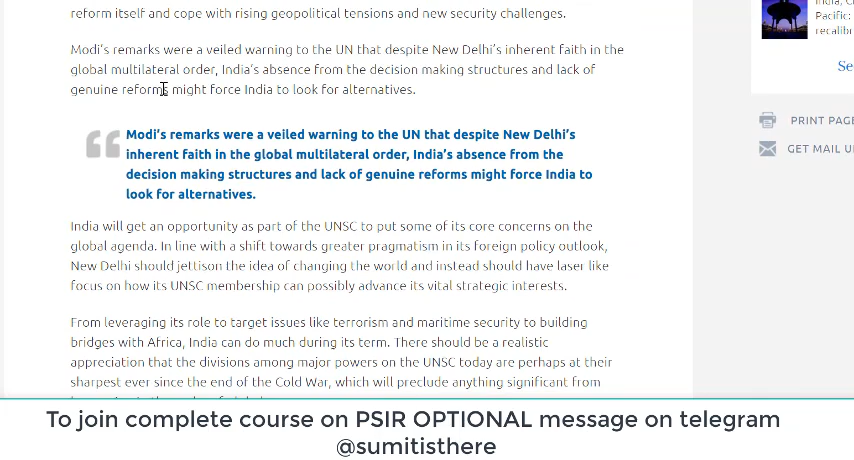 reform itself and cope with rising geopolitical tensions and new security challenges.
Modi's remarks were a veiled warning to the UN that despite New Delhi's inherent faith in the
global multilateral order, India's absence from the decision making structures and lack of
genuine reforms might force India to look for alternatives.
Modi's remarks were a veiled warning to the UN that despite New Delhi's
inherent faith in the global multilateral order, India's absence from the
decision making structures and lack of genuine reforms might force India to
look for alternatives.
India will get an opportunity as part of the UNSC to put some of its core concerns on the
global agenda. In line with a shift towards greater pragmatism in its foreign policy outlook,
New Delhi should jettison the idea of changing the world and instead should have laser like
focus on how its UNSC membership can possibly advance its vital strategic interests.
From leveraging its role to target issues like terrorism and maritime security to building
bridges with Africa, India can do much during its term. There should be a realistic
appreciation that the divisions among major powers on the UNSC today are perhaps at their
sharpest ever since the end of the Cold War, which will preclude anything significant from
Pacific:
recalib
Se
PRINT PAGE
GET MAIL U
To join complete course on PSIR OPTIONAL message on telegram
@sumitisthere